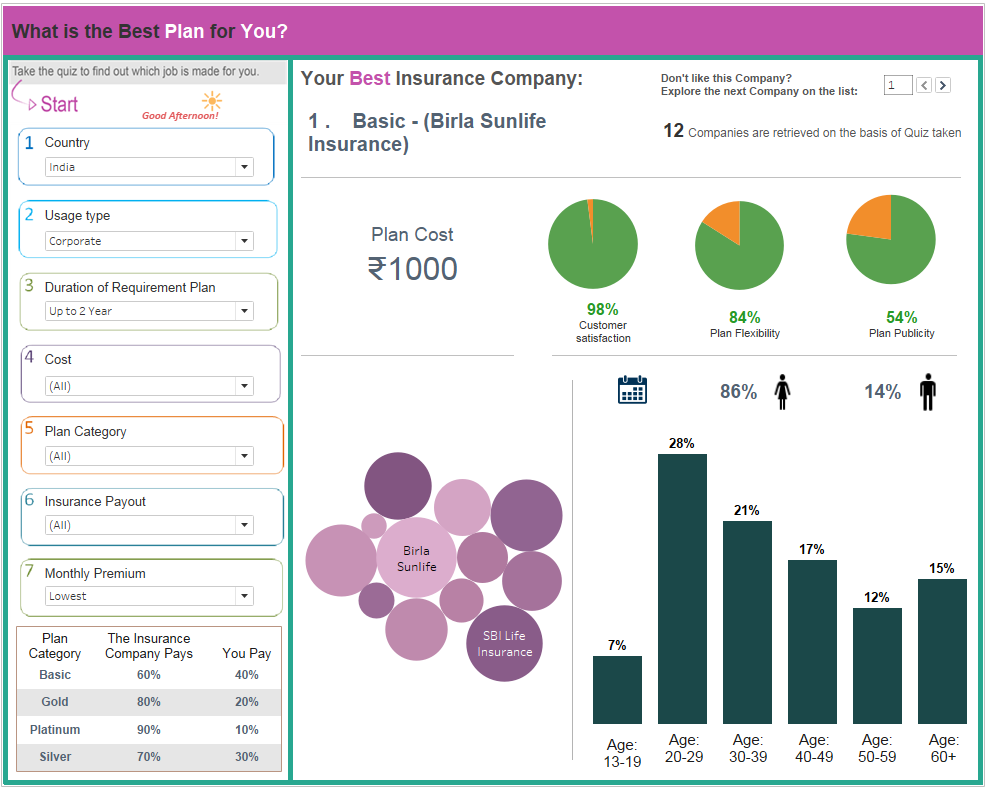 What is the Best Plan for You?
Take the quiz to find out which job is made for you.
Start
Good Afternoon!
1 Country
India
2 Usage type
Corporate
3 Duration of Requirement Plan
Up to 2 Year
4 Cost
(All)
5 Plan Category
(All)
6 Insurance Payout
(All)
7 Monthly Premium
Lowest
Plan Category The Insurance Company Pays You Pay
Basic 60% 40%
Gold 80% 20%
Platinum 90% 10%
Silver 70% 30%
Your Best Insurance Company:
Don't like this Company?
Explore the next Company on the list:
1
1 . Basic - (Birla Sunlife
Insurance)
12 Companies are retrieved on the basis of Quiz taken
Plan Cost
₹1000
98%
Customer
satisfaction
84%
Plan Flexibility
54%
Plan Publicity
86%
14%
Birla
Sunlife
SBI Life
Insurance
7%
28%
21%
17%
12%
15%
Age:
13-19
Age:
20-29
Age:
30-39
Age:
40-49
Age:
50-59
Age:
60+